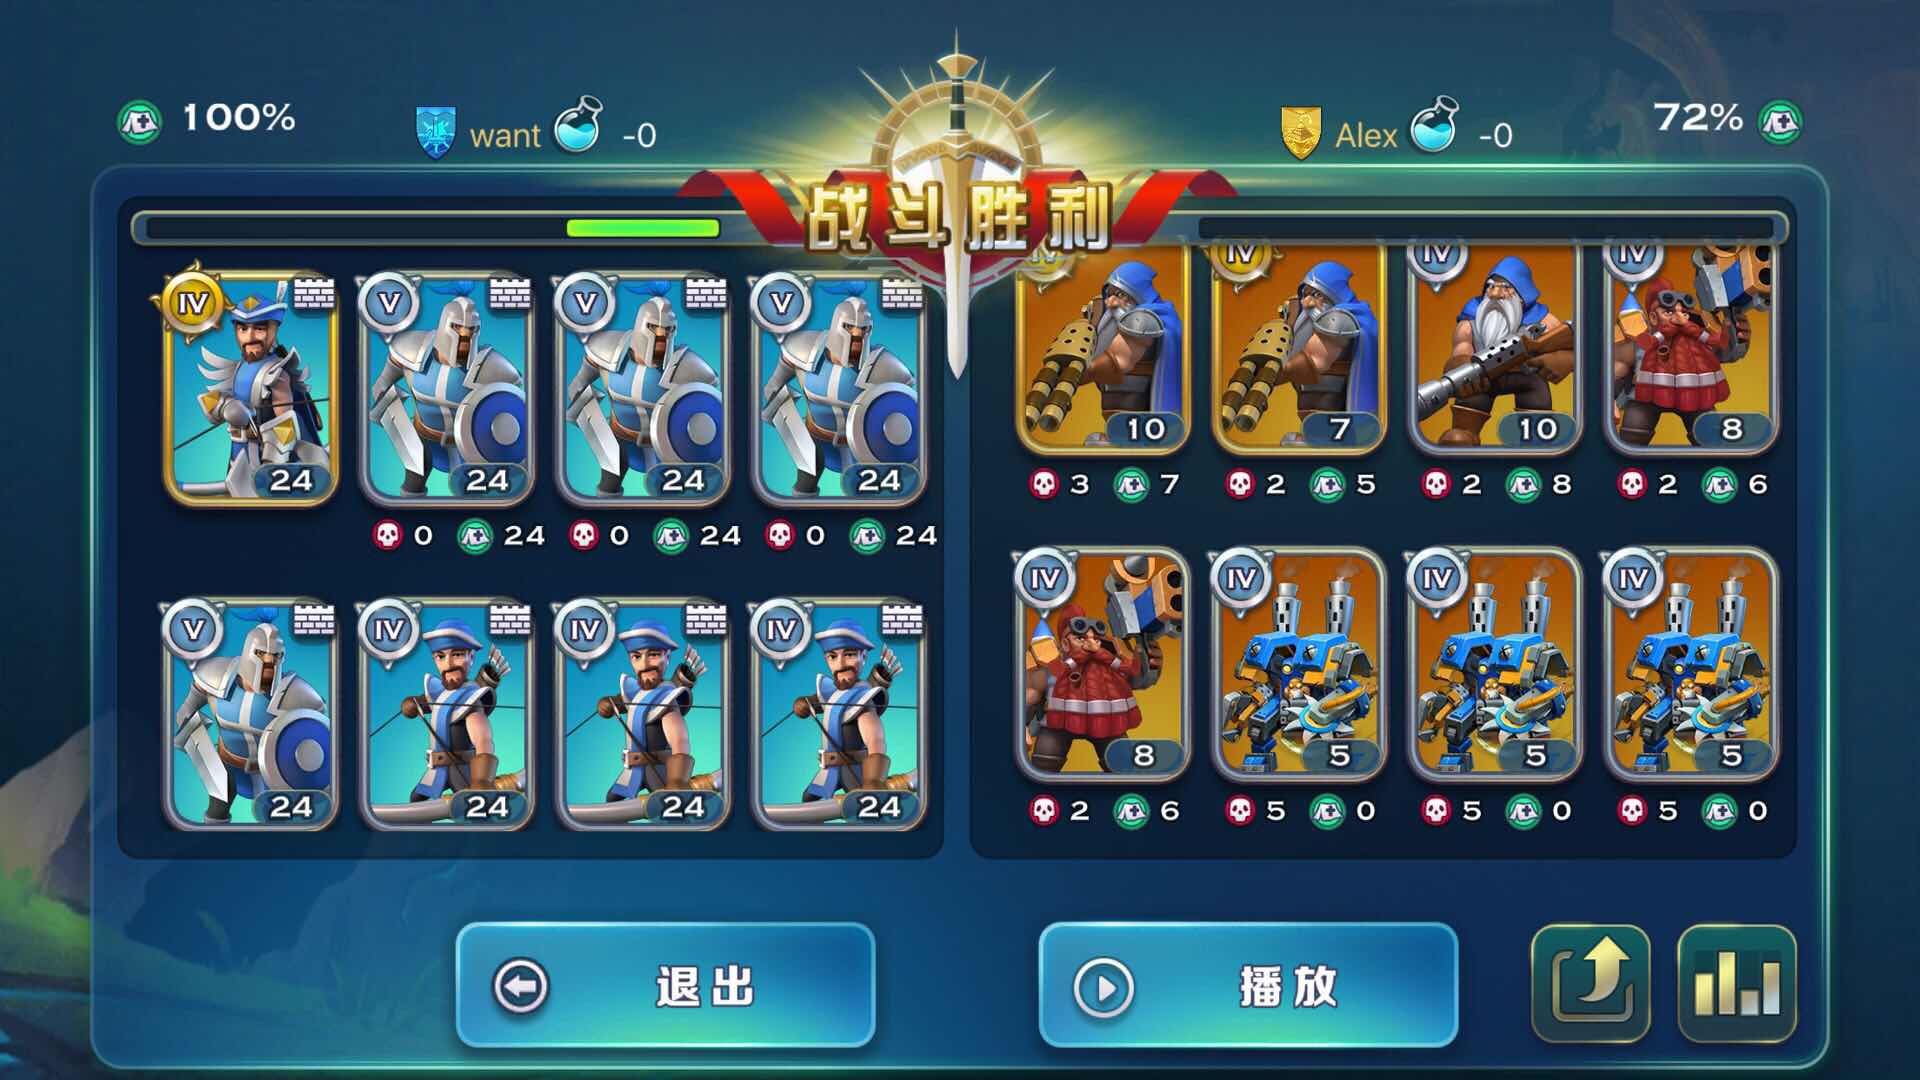 100%
want -0
Alex -0
72%
战斗胜利
IV V V V
24 24 24 24
0 24 0 24 0 24
V IV IV IV
24 24 24 24
IV IV IV IV
10 7 10 8
3 7 2 5 2 8 2 6
IV IV IV IV
8 5 5 5
2 6 5 0 5 0 5 0
退出
播放